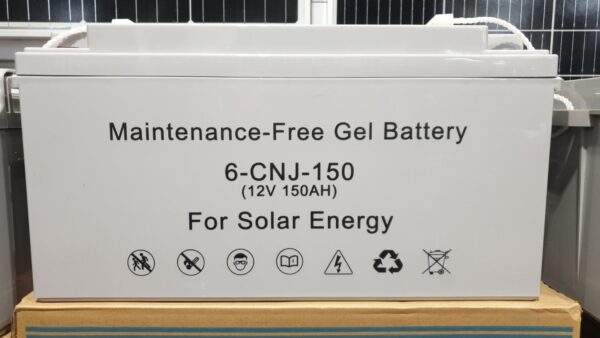 Maintenance-Free Gel Battery
6-CNJ-150
(12V 150AH)
For Solar Energy